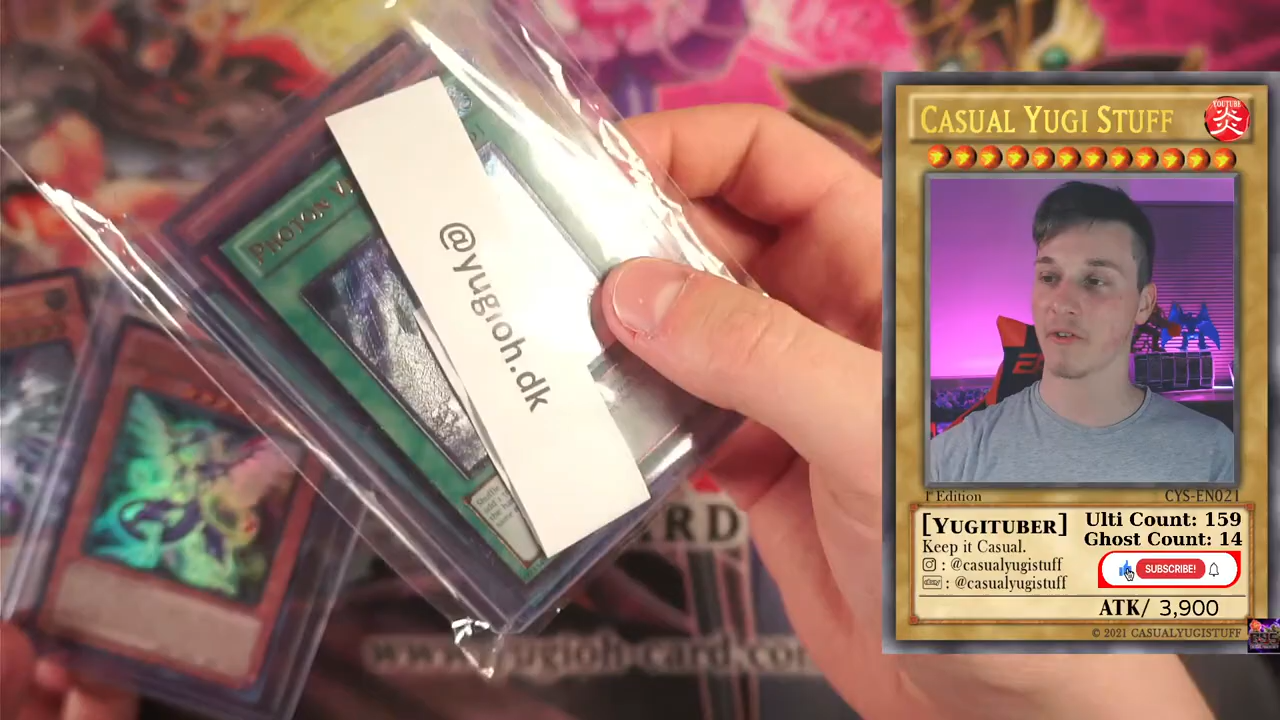 PHOTON
@yugioh.dk
CASUAL YUGI STUFF
YOUTUBE
炎
1st Edition
CYS-EN021
[YUGITUBER]
Keep it Casual.
: @casualyugistuff
ebay : @casualyugistuff
Ulti Count: 159
Ghost Count: 14
SUBSCRIBE!
ATK/ 3,900
© 2021 CASUALYUGISTUFF
www.yugioh-card.com